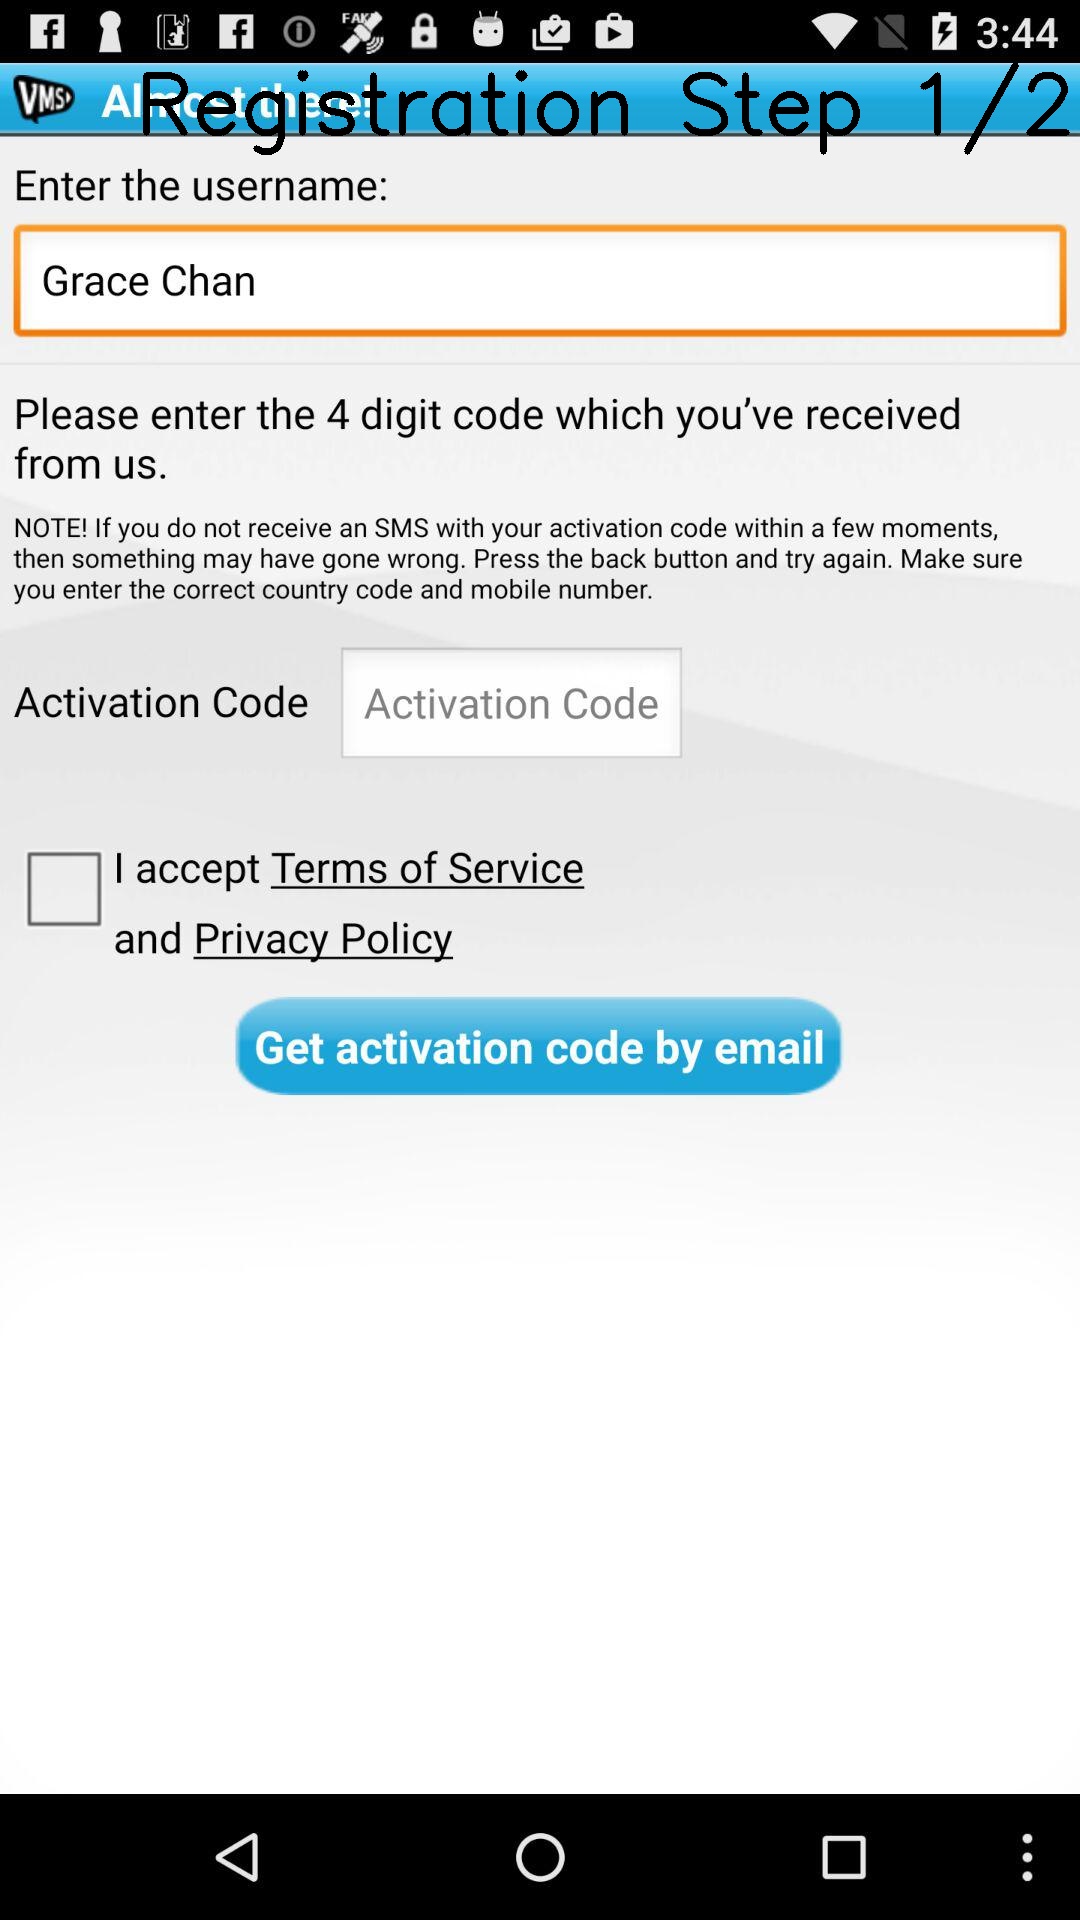 FAKE
3:44
VMS
Almost there!
Registration Step 1/2
Enter the username:
Grace Chan
Please enter the 4 digit code which you’ve received
from us.
NOTE! If you do not receive an SMS with your activation code within a few moments,
then something may have gone wrong. Press the back button and try again. Make sure
you enter the correct country code and mobile number.
Activation Code
Activation Code
I accept Terms of Service
and Privacy Policy
Get activation code by email